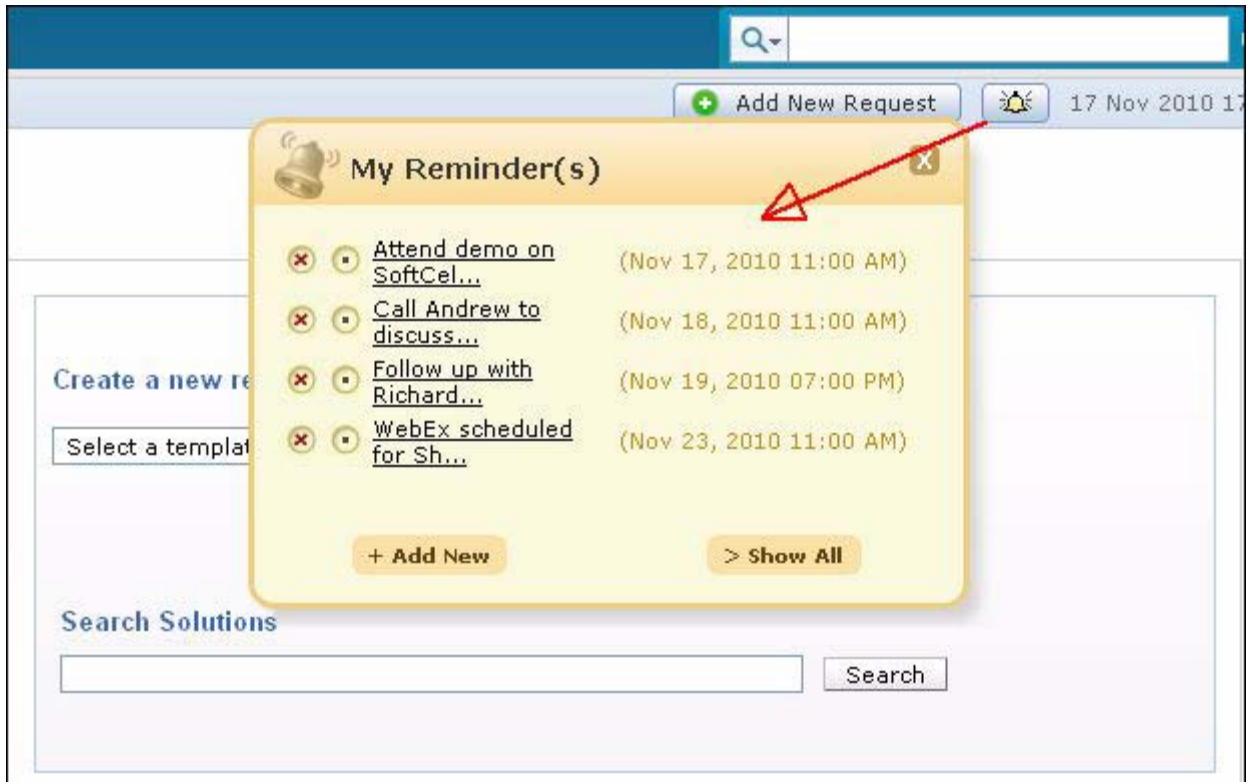 Add New Request
17 Nov 2010 17
My Reminder(s)
X
Attend demo on
SoftCel...
(Nov 17, 2010 11:00 AM)
Call Andrew to
discuss...
(Nov 18, 2010 11:00 AM)
Follow up with
Richard...
(Nov 19, 2010 07:00 PM)
WebEx scheduled
for Sh...
(Nov 23, 2010 11:00 AM)
+ Add New
> Show All
Create a new re
Select a templat
Search Solutions
Search